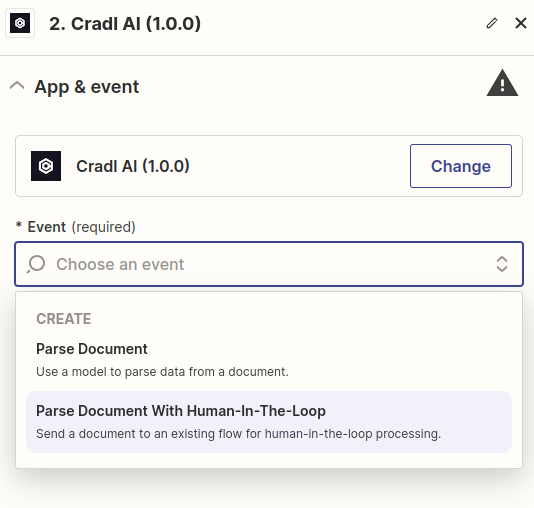 2. Cradl AI (1.0.0)
App & event
Cradl AI (1.0.0)
Change
* Event (required)
Choose an event
CREATE
Parse Document
Use a model to parse data from a document.
Parse Document With Human-In-The-Loop
Send a document to an existing flow for human-in-the-loop processing.